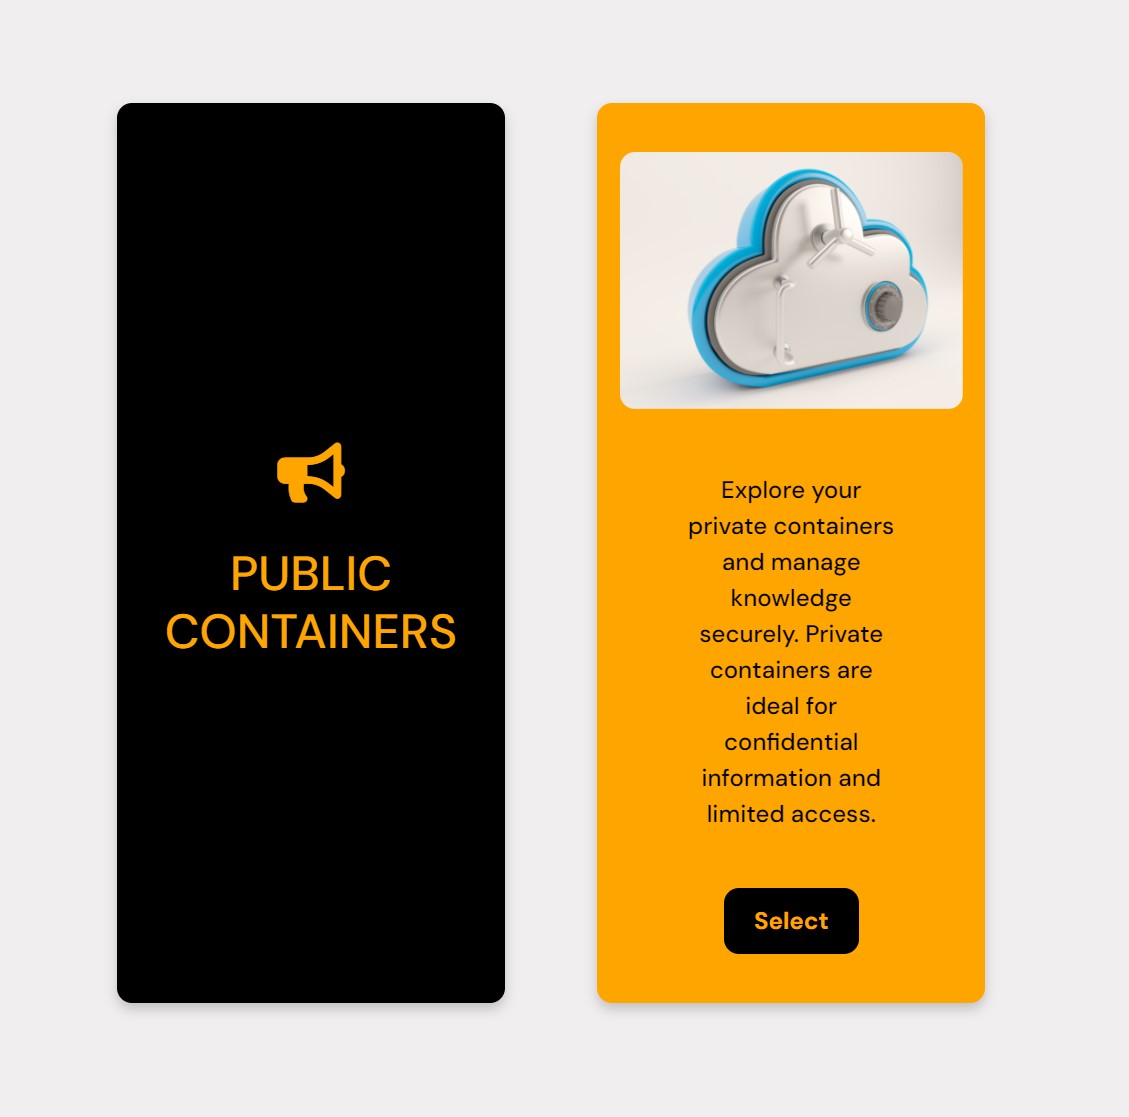 PUBLIC
CONTAINERS
Explore your
private containers
and manage
knowledge
securely. Private
containers are
ideal for
confidential
information and
limited access.
Select